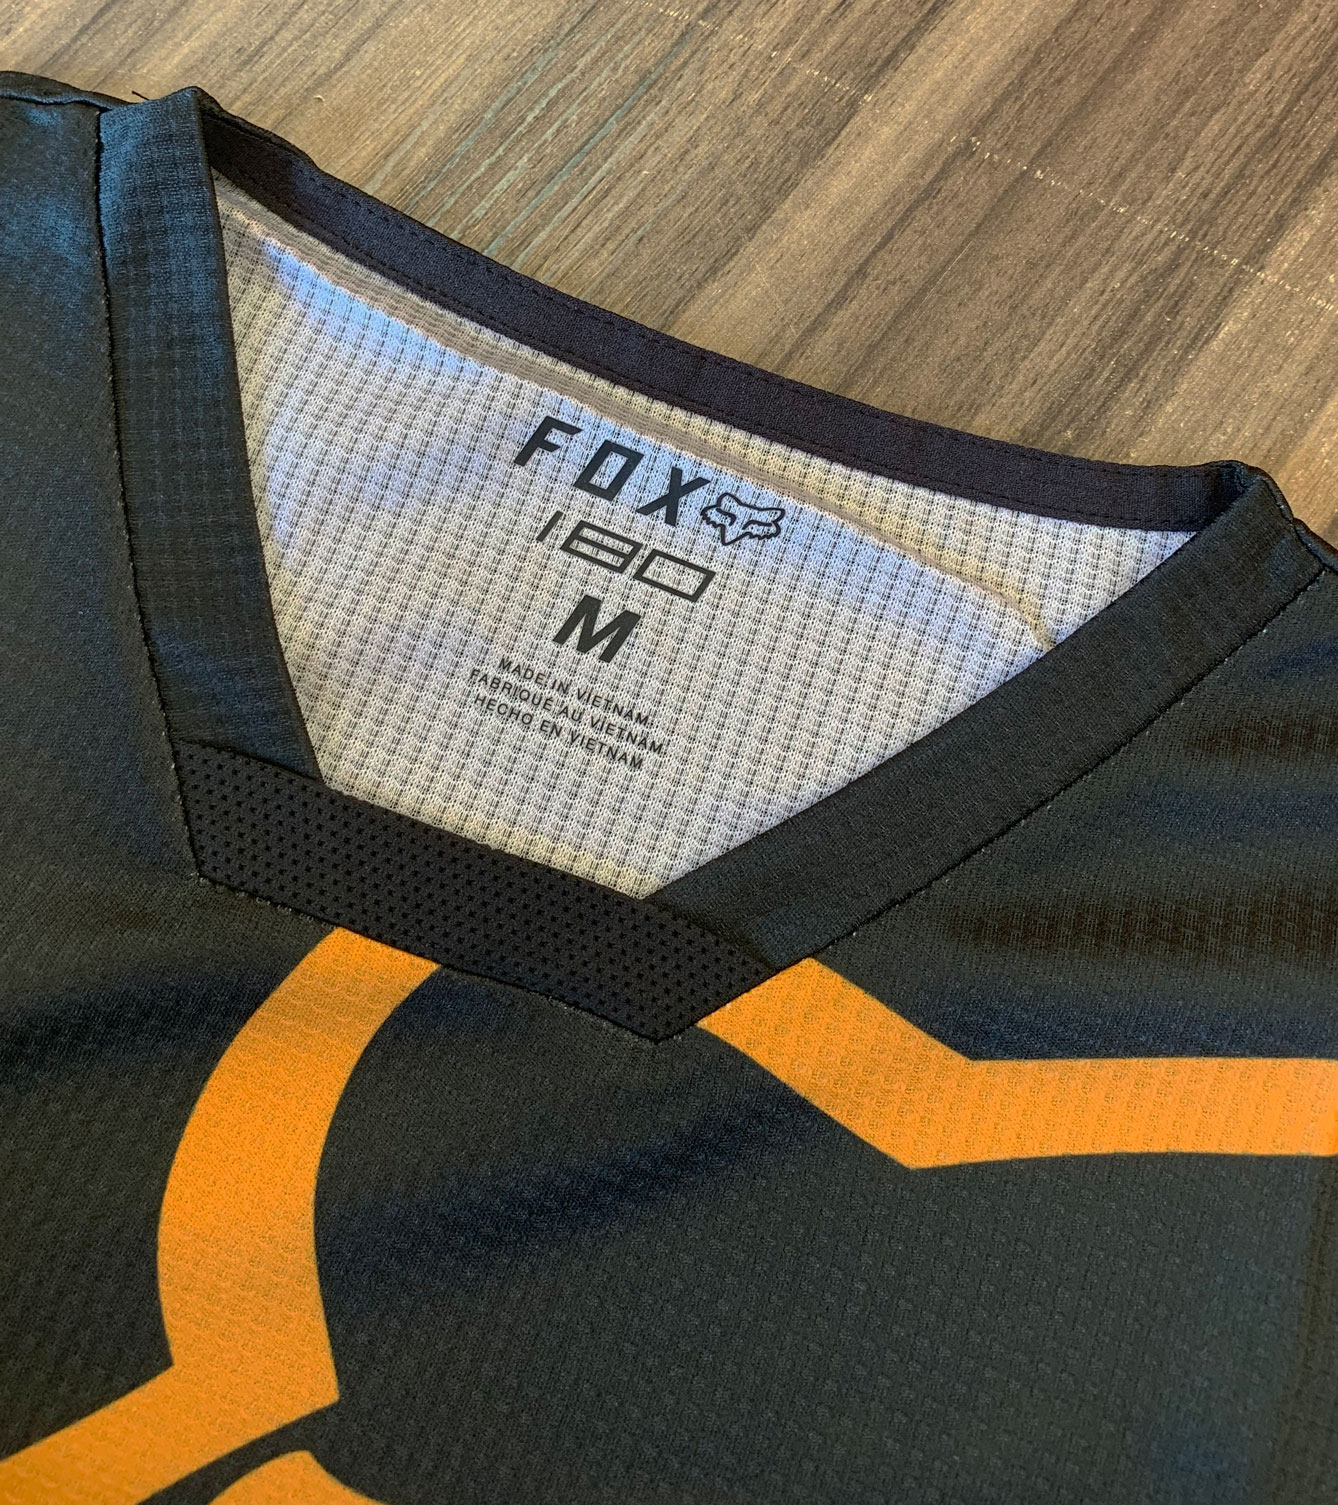 FOX
180
M
MADE IN VIETNAM
FABRIQUE AU VIETNAM
HECHO EN VIETNAM